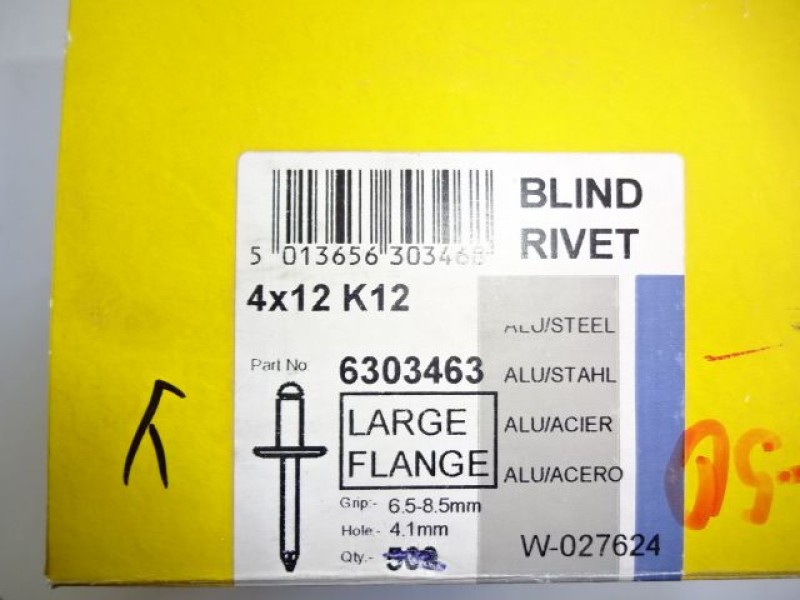 BLIND
RIVET
5 013656 303468
4x12 K12
ALU/STEEL
Part No
6303463
ALU/STAHL
LARGE
FLANGE
ALU/ACIER
ALU/ACERO
Grip:- 6.5-8.5mm
Hole:- 4.1mm
Qty.-
W-027624